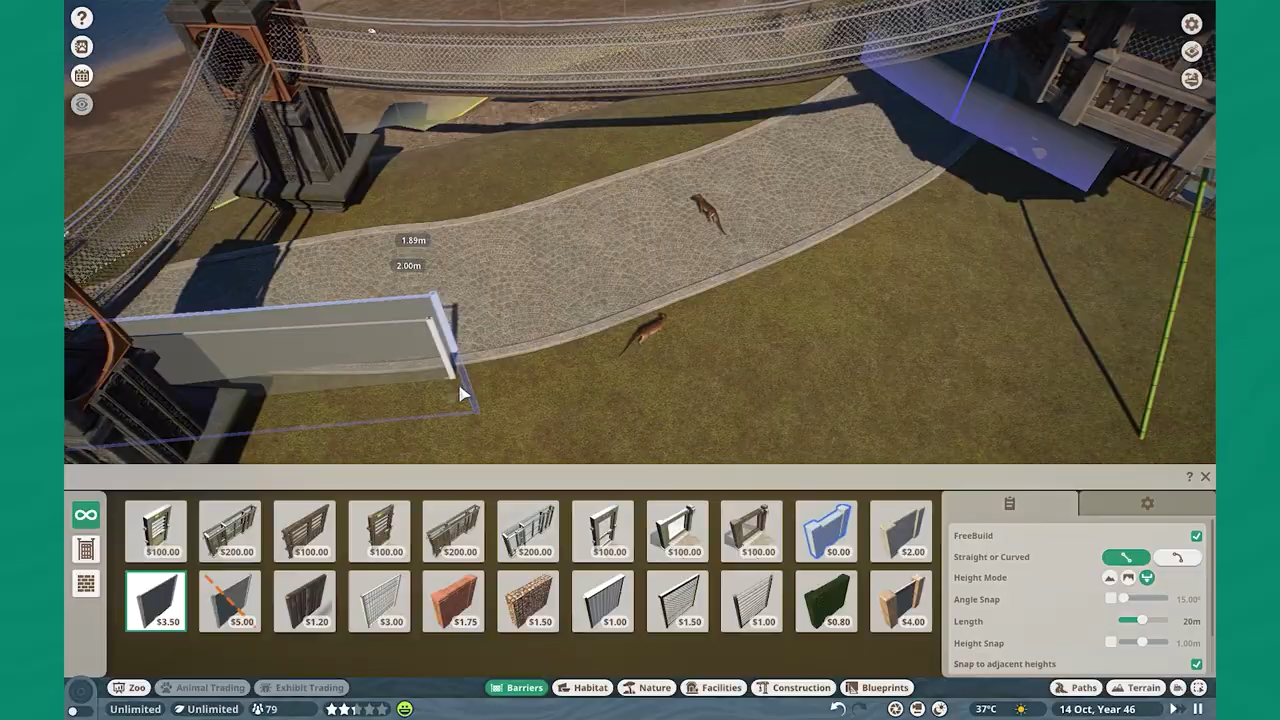 ?
1.89m
2.00m
?
$100.00 $200.00 $100.00 $100.00 $200.00 $200.00 $100.00 $100.00 $100.00 $0.00 $2.00
$3.50 $5.00 $1.20 $3.00 $1.75 $1.50 $1.00 $1.50 $1.00 $0.80 $4.00
FreeBuild
Straight or Curved
Height Mode
Angle Snap 15.00°
Length 20m
Height Snap 1.00m
Snap to adjacent heights
Zoo Animal Trading Exhibit Trading Barriers Habitat Nature Facilities Construction Blueprints Paths Terrain
Unlimited Unlimited 79 37°C 14 Oct, Year 46